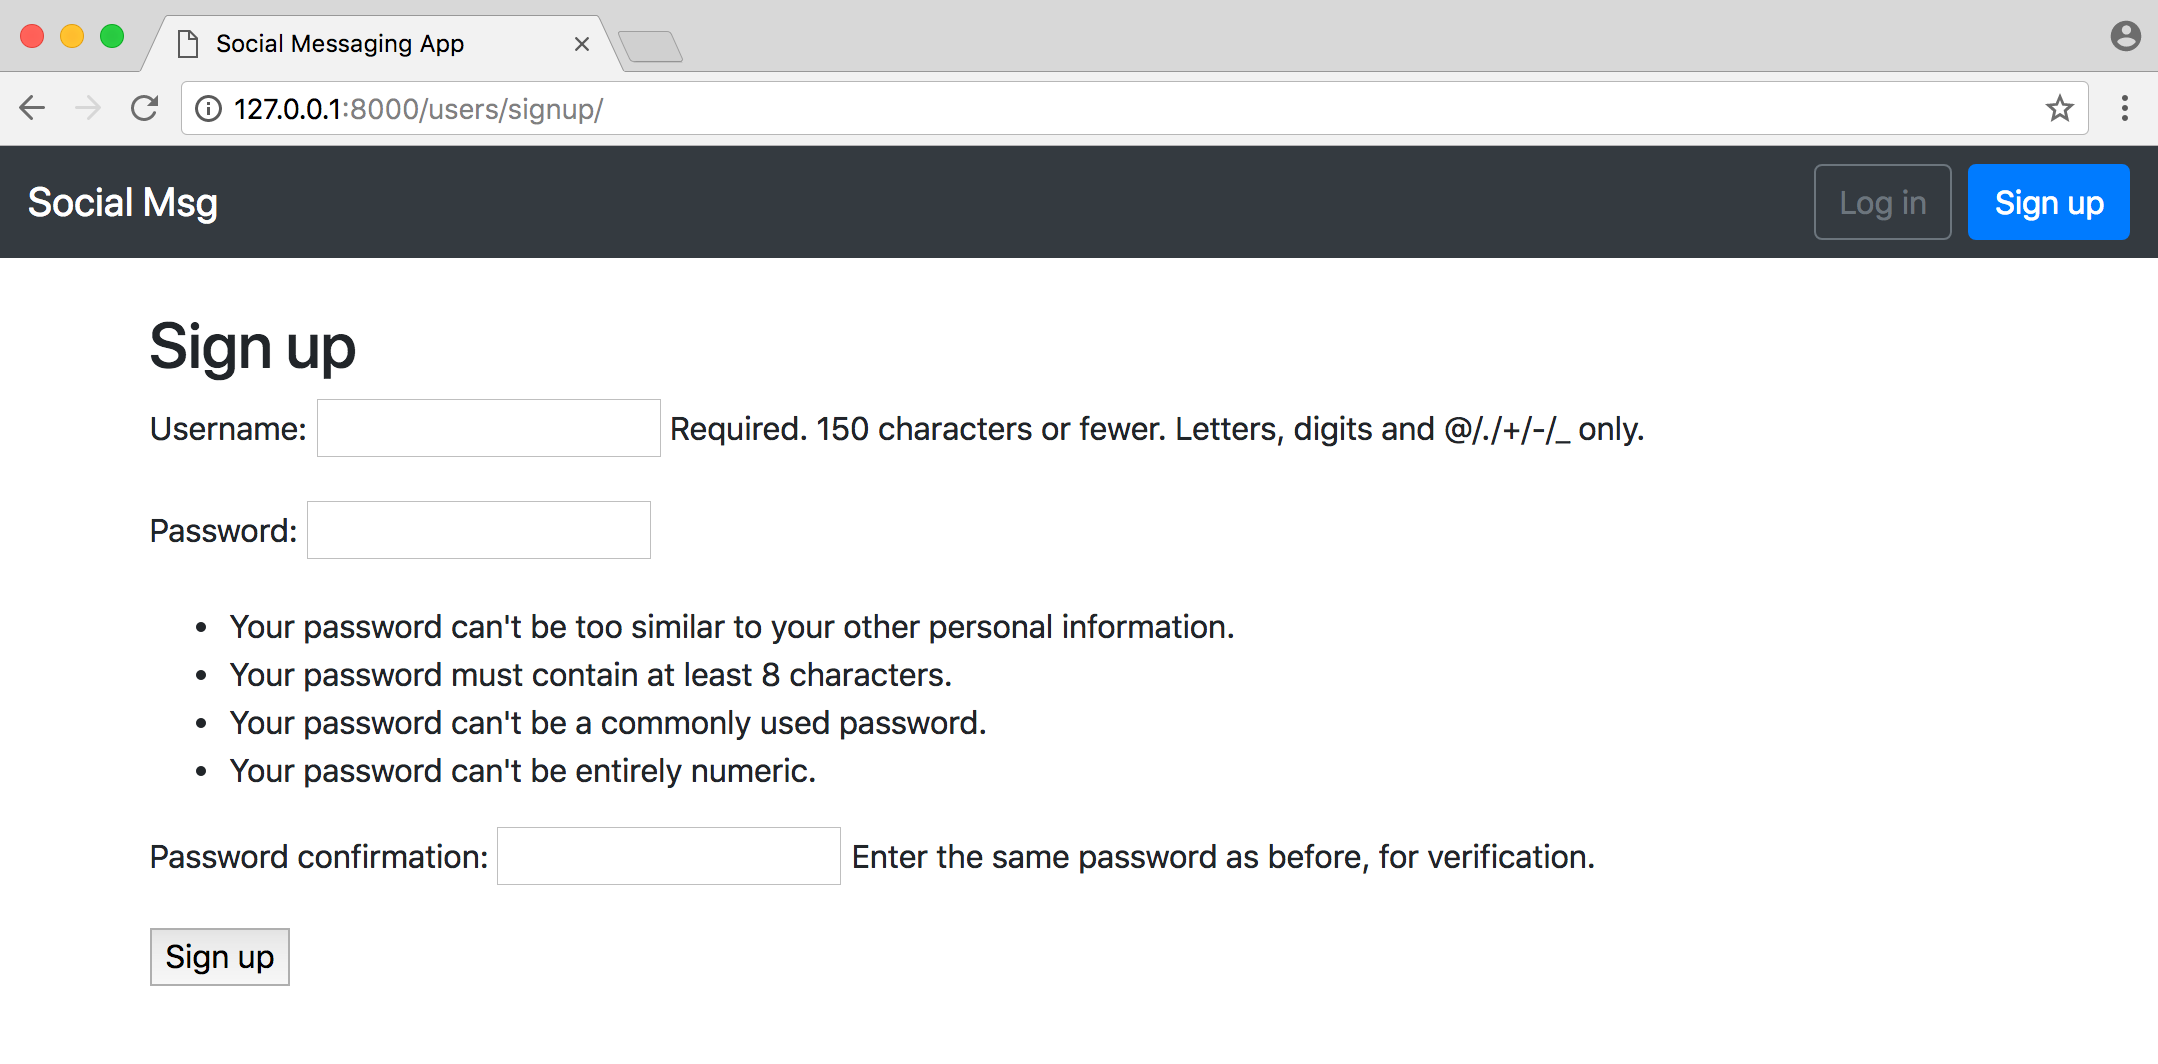 Social Messaging App
127.0.0.1:8000/users/signup/
Social Msg
Log in
Sign up
Sign up
Username:
Required. 150 characters or fewer. Letters, digits and @/./+/-/_ only.
Password:
• Your password can't be too similar to your other personal information.
• Your password must contain at least 8 characters.
• Your password can't be a commonly used password.
• Your password can't be entirely numeric.
Password confirmation:
Enter the same password as before, for verification.
Sign up